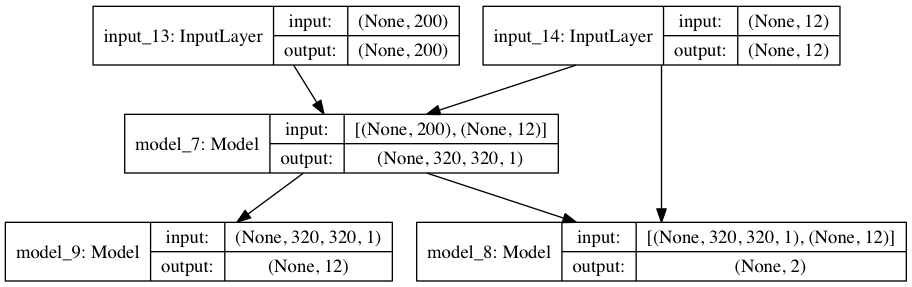 input_13: InputLayer
input: (None, 200)
output: (None, 200)
input_14: InputLayer
input: (None, 12)
output: (None, 12)
model_7: Model
input: [(None, 200), (None, 12)]
output: (None, 320, 320, 1)
model_9: Model
input: (None, 320, 320, 1)
output: (None, 12)
model_8: Model
input: [(None, 320, 320, 1), (None, 12)]
output: (None, 2)